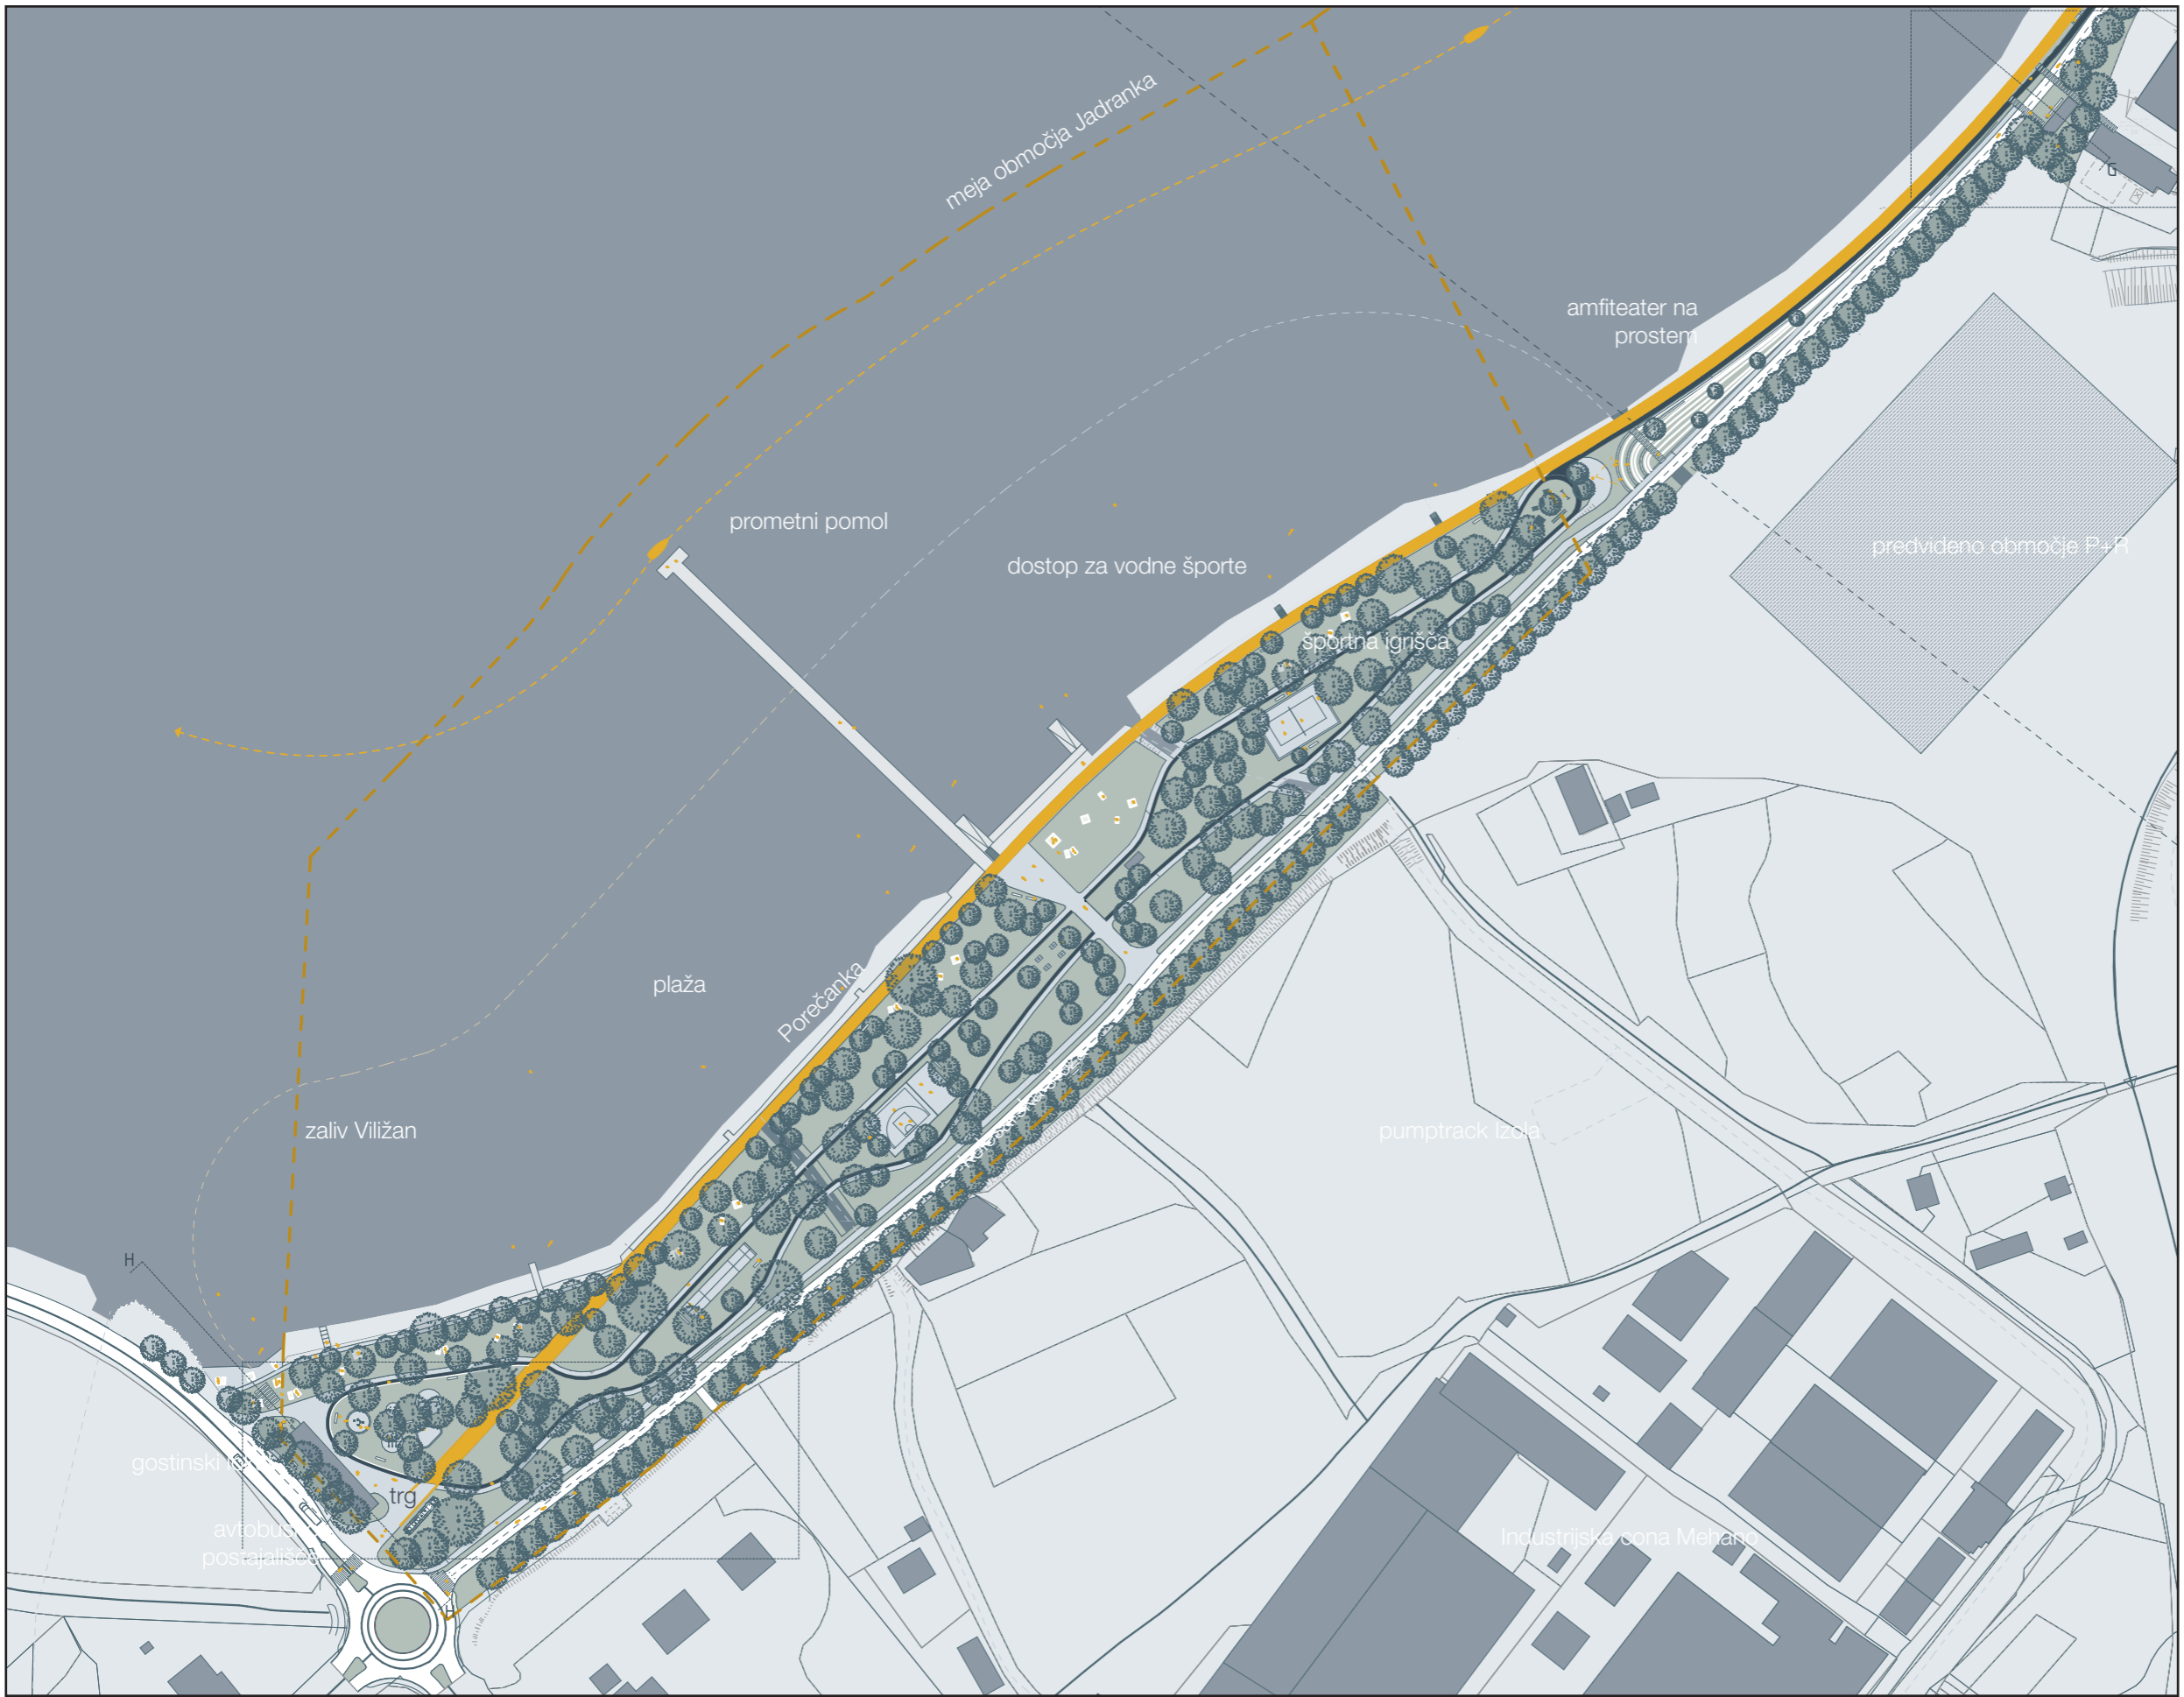 meja območja Jadranka
G
amfiteater na
prostem
prometni pomol
predvideno območje P+R
dostop za vodne športe
športna igrišča
plaža
Porečanka
zaliv Viližan
pumptrack Izola
H
gostinski
trg
postajališče
Industrijska cona Mehano
H